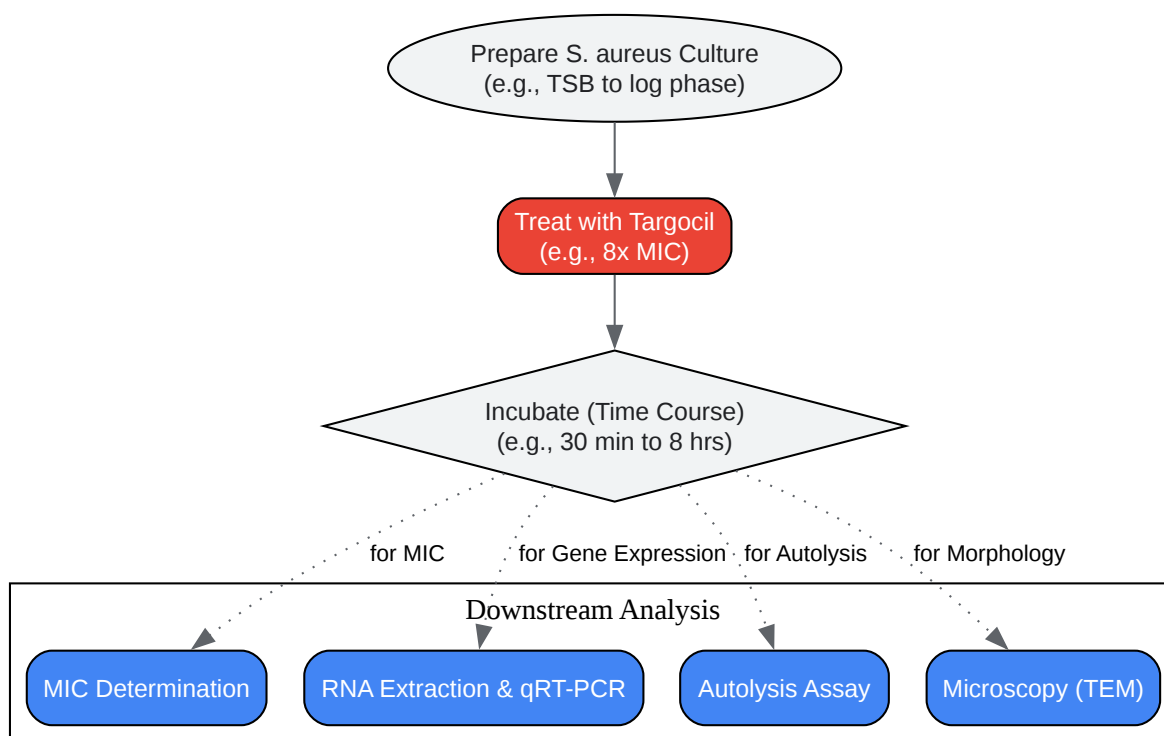 Prepare S. aureus Culture
(e.g., TSB to log phase)
Treat with Targocil
(e.g., 8x MIC)
Incubate (Time Course)
(e.g., 30 min to 8 hrs)
for MIC
for Gene Expression
for Autolysis
for Morphology
Downstream Analysis
MIC Determination
RNA Extraction & qRT-PCR
Autolysis Assay
Microscopy (TEM)